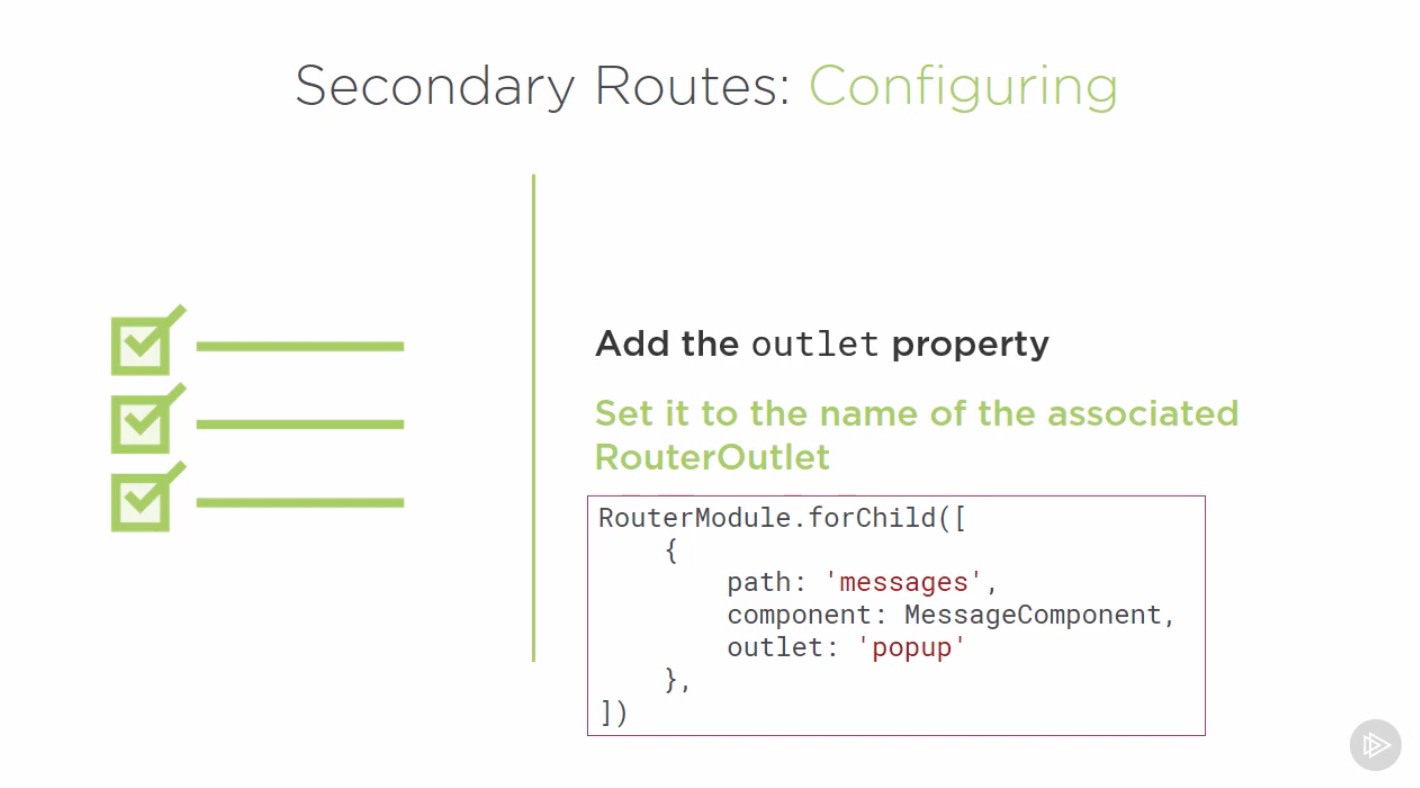 Secondary Routes: Configuring
Add the outlet property
Set it to the name of the associated
RouterOutlet
RouterModule.forChild([
    {
        path: 'messages',
        component: MessageComponent,
        outlet: 'popup'
    },
])